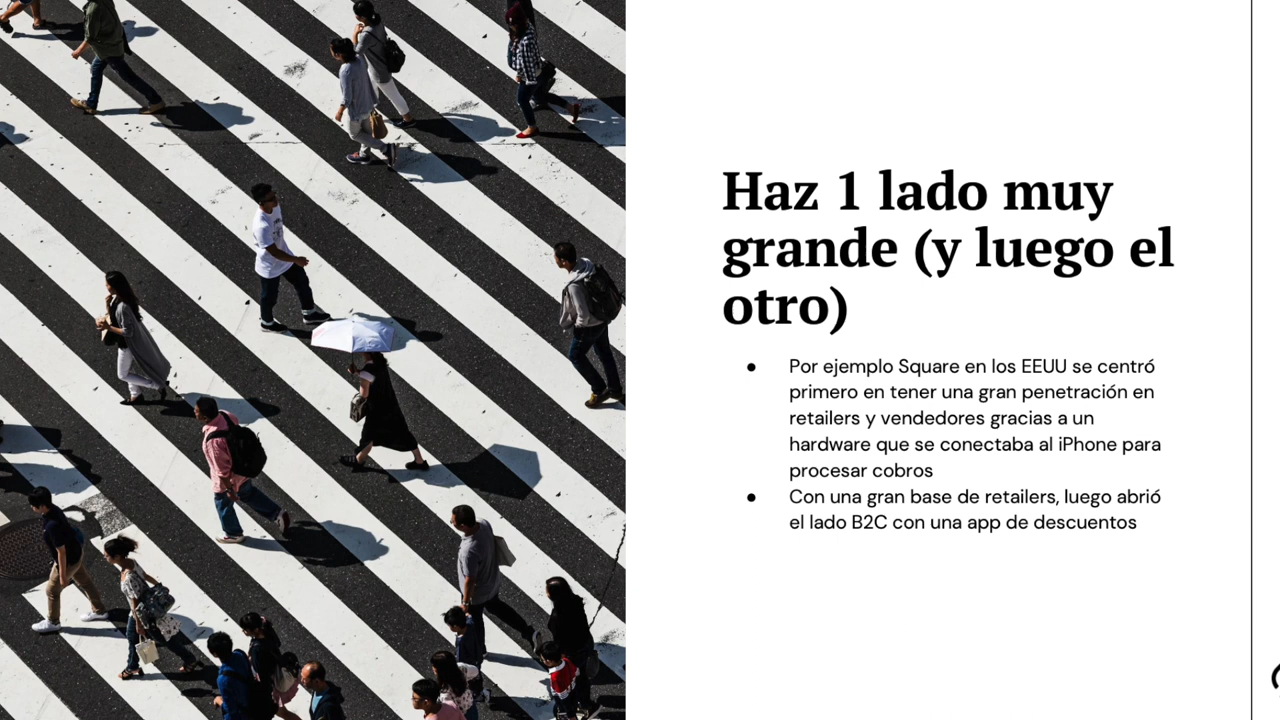 Haz 1 lado muy
grande (y luego el
otro)
● Por ejemplo Square en los EEUU se centró
primero en tener una gran penetración en
retailers y vendedores gracias a un
hardware que se conectaba al iPhone para
procesar cobros
● Con una gran base de retailers, luego abrió
el lado B2C con una app de descuentos